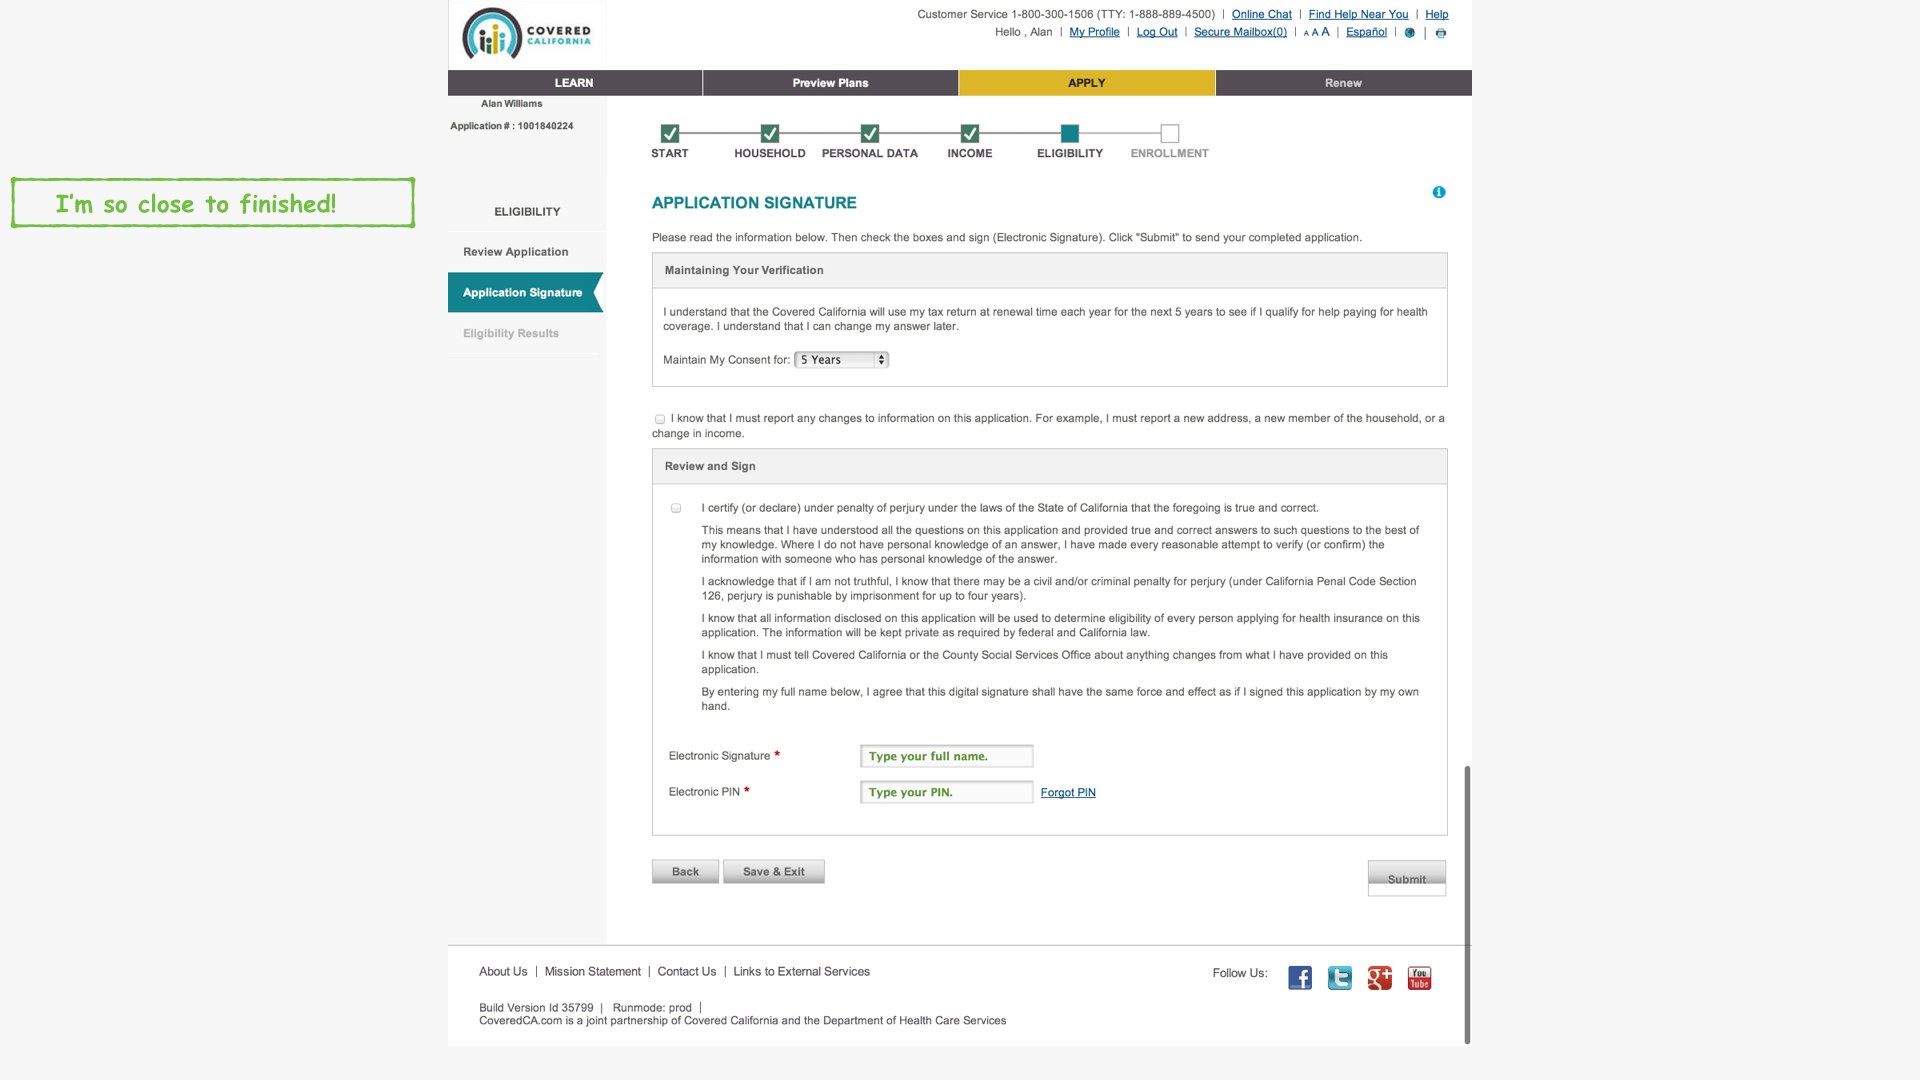 COVERED
CALIFORNIA
Customer Service 1-800-300-1506 (TTY: 1-888-889-4500) | Online Chat | Find Help Near You | Help
Hello , Alan | My Profile | Log Out | Secure Mailbox(0) | A A A | Español | |
LEARN Preview Plans APPLY Renew
Alan Williams
Application # : 1001840224
START HOUSEHOLD PERSONAL DATA INCOME ELIGIBILITY ENROLLMENT
I'm so close to finished!
ELIGIBILITY
Review Application
Application Signature
Eligibility Results
APPLICATION SIGNATURE
Please read the information below. Then check the boxes and sign (Electronic Signature). Click "Submit" to send your completed application.
Maintaining Your Verification
I understand that the Covered California will use my tax return at renewal time each year for the next 5 years to see if I qualify for help paying for health
coverage. I understand that I can change my answer later.
Maintain My Consent for: 5 Years
I know that I must report any changes to information on this application. For example, I must report a new address, a new member of the household, or a
change in income.
Review and Sign
I certify (or declare) under penalty of perjury under the laws of the State of California that the foregoing is true and correct.
This means that I have understood all the questions on this application and provided true and correct answers to such questions to the best of
my knowledge. Where I do not have personal knowledge of an answer, I have made every reasonable attempt to verify (or confirm) the
information with someone who has personal knowledge of the answer.
I acknowledge that if I am not truthful, I know that there may be a civil and/or criminal penalty for perjury (under California Penal Code Section
126, perjury is punishable by imprisonment for up to four years).
I know that all information disclosed on this application will be used to determine eligibility of every person applying for health insurance on this
application. The information will be kept private as required by federal and California law.
I know that I must tell Covered California or the County Social Services Office about anything changes from what I have provided on this
application.
By entering my full name below, I agree that this digital signature shall have the same force and effect as if I signed this application by my own
hand.
Electronic Signature * Type your full name.
Electronic PIN * Type your PIN. Forgot PIN
Back Save & Exit Submit
About Us | Mission Statement | Contact Us | Links to External Services
Follow Us: f t g+ You Tube
Build Version Id 35799 | Runmode: prod |
CoveredCA.com is a joint partnership of Covered California and the Department of Health Care Services